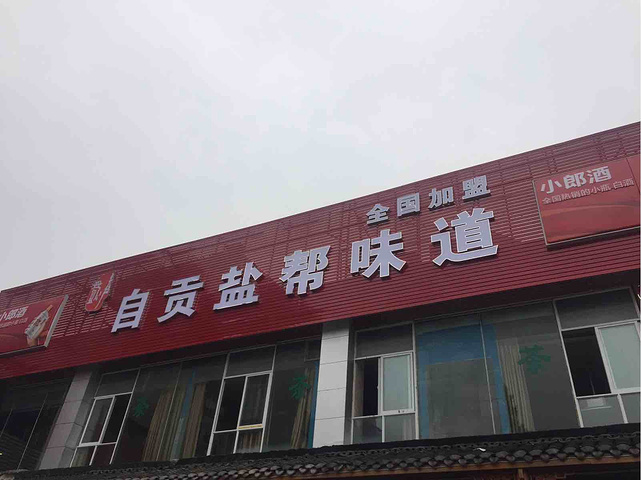 全国加盟
自贡盐帮味道
小郎酒
全国热销的小瓶白酒
小郎酒
茶